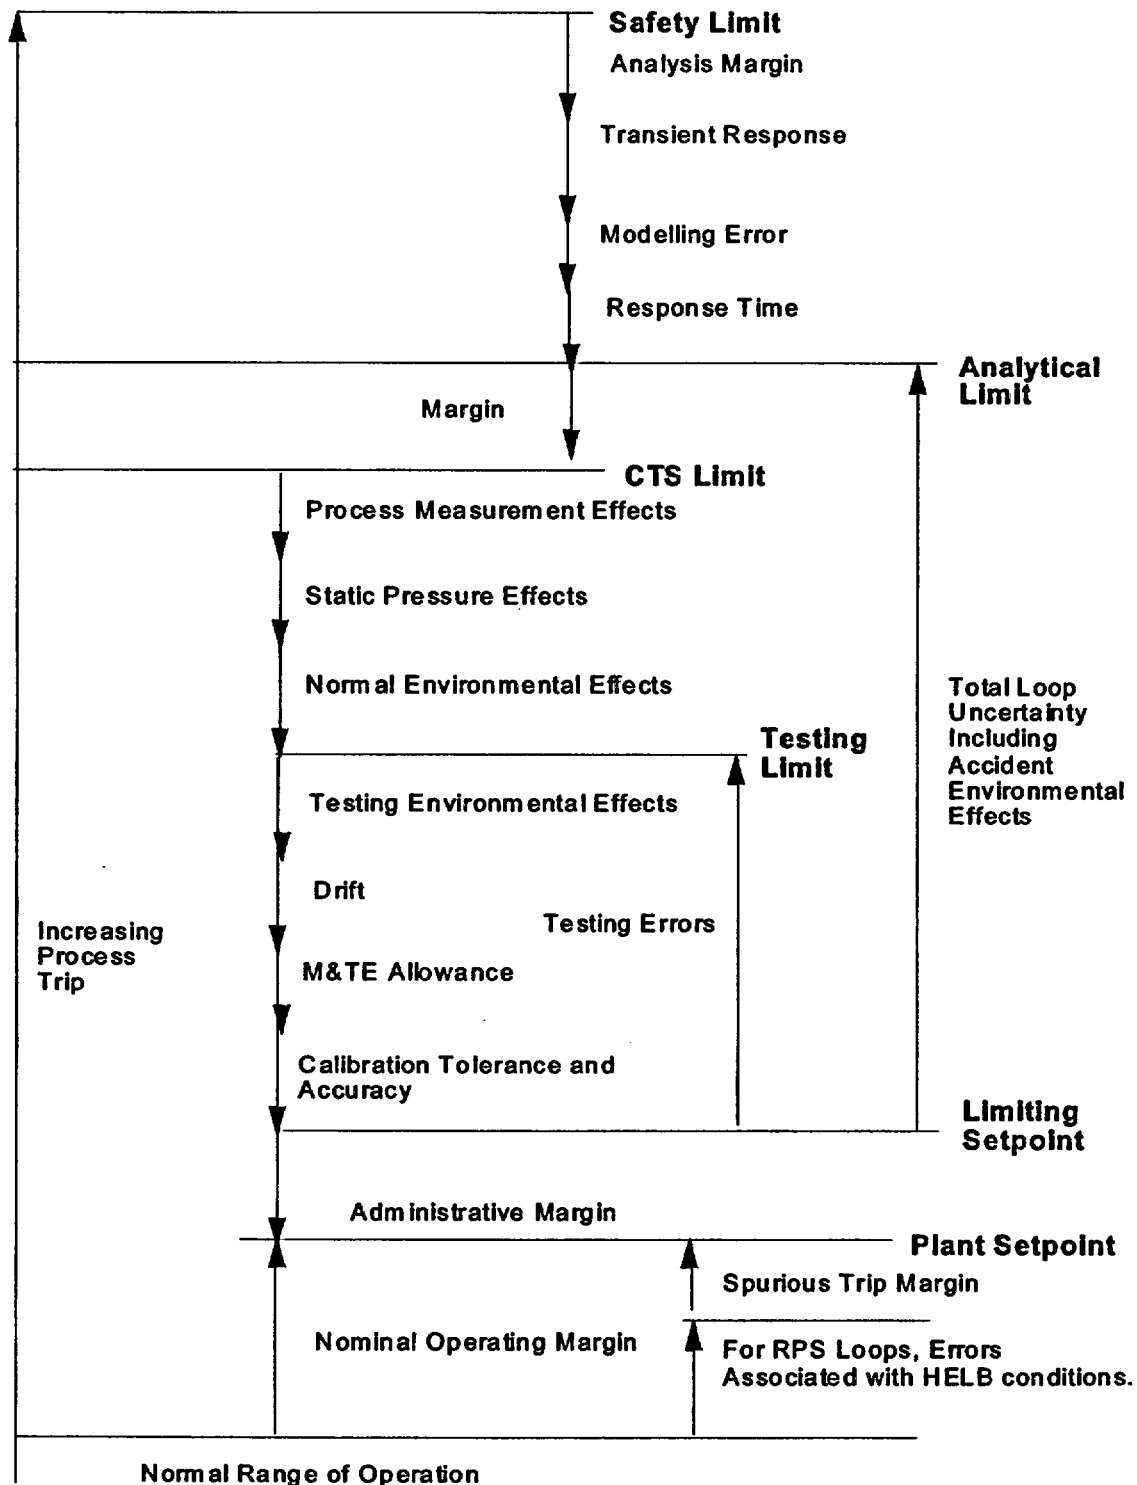 Safety Limit
Analysis Margin
Transient Response
Modelling Error
Response Time
Analytical
Limit
Margin
CTS Limit
Process Measurement Effects
Static Pressure Effects
Normal Environmental Effects
Total Loop
Uncertainty
Including
Accident
Environmental
Effects
Testing
Limit
Testing Environmental Effects
Drift
Testing Errors
Increasing
Process
Trip
M&TE Allowance
Calibration Tolerance and
Accuracy
Limiting
Setpoint
Administrative Margin
Plant Setpoint
Spurious Trip Margin
Nominal Operating Margin
For RPS Loops, Errors
Associated with HELB conditions.
Normal Range of Operation